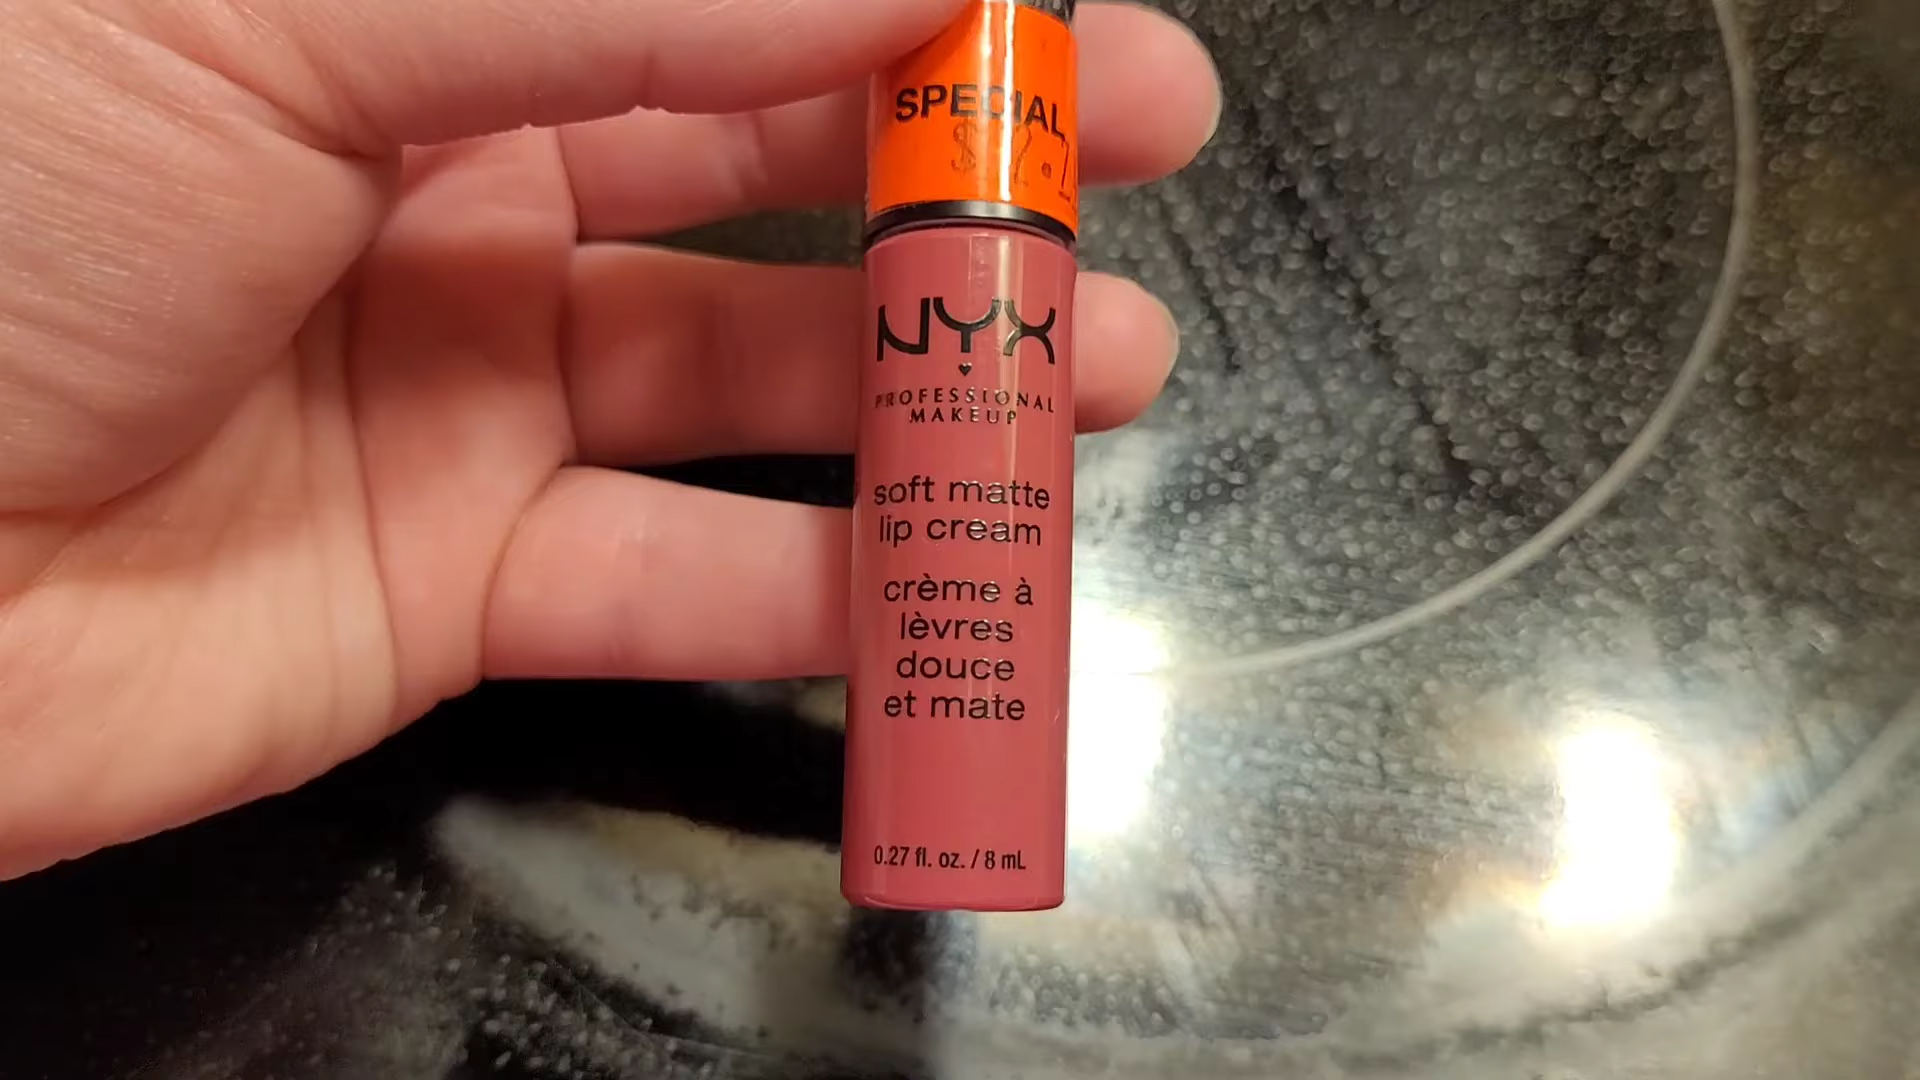 SPECIAL
NYX
PROFESSIONAL
MAKEUP
soft matte
lip cream
crème à
lèvres
douce
et mate
0.27 fl. oz. / 8 mL